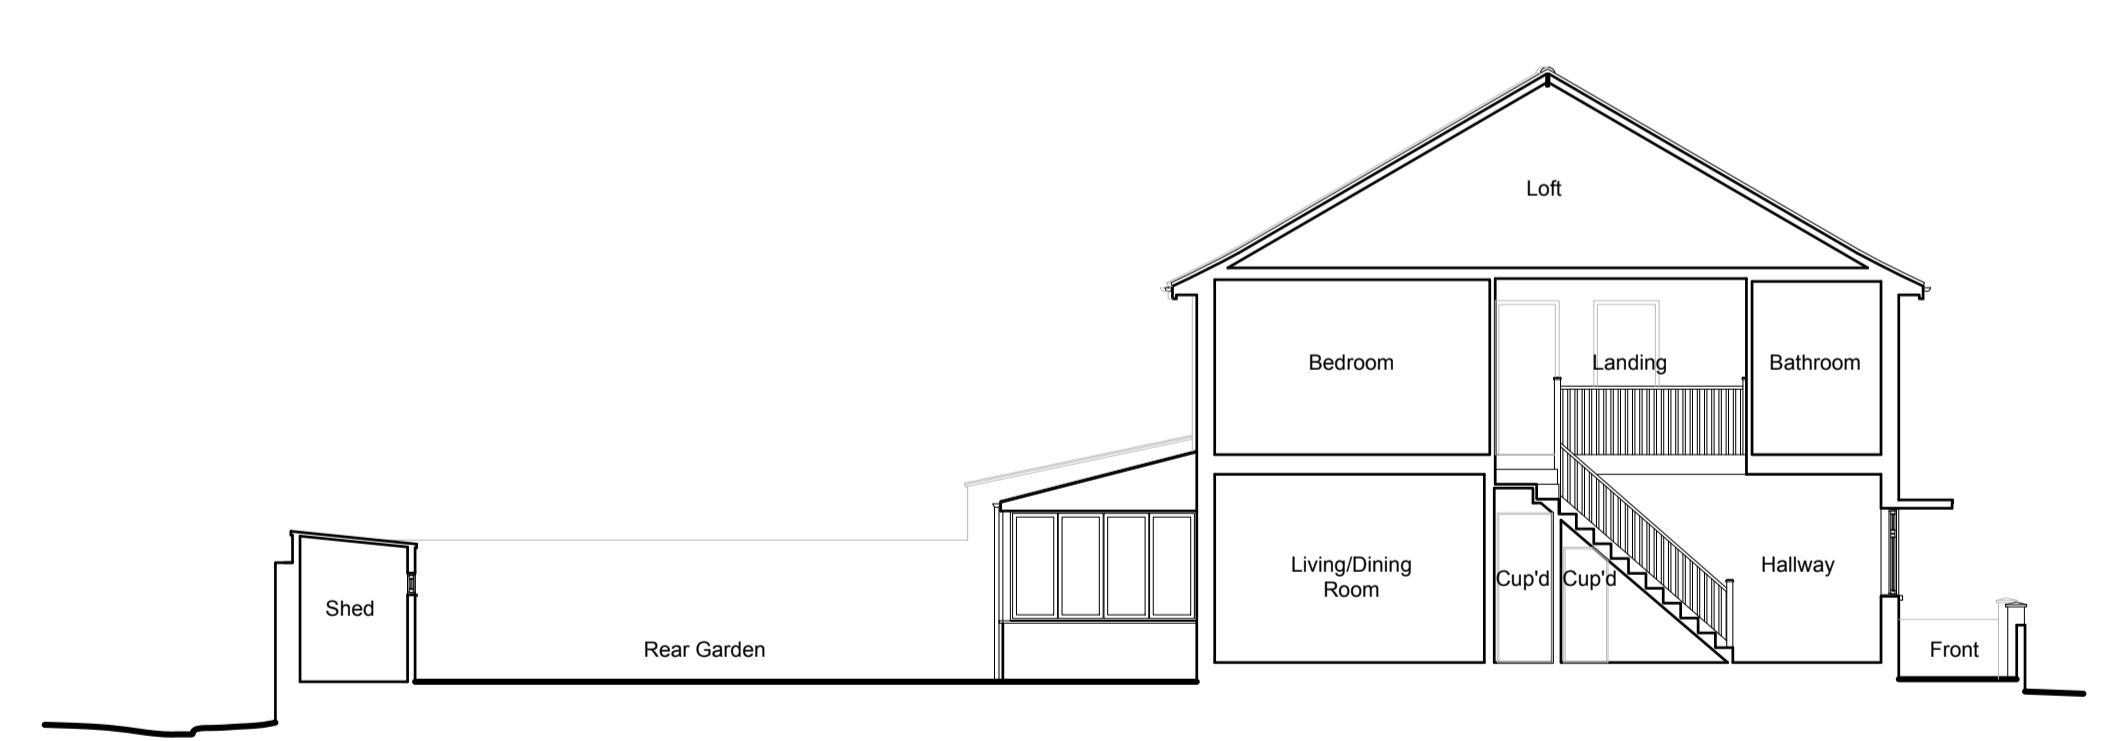 Loft
Bedroom
Landing
Bathroom
Living/Dining
Room
Cup'd
Cup'd
Hallway
Shed
Rear Garden
Front